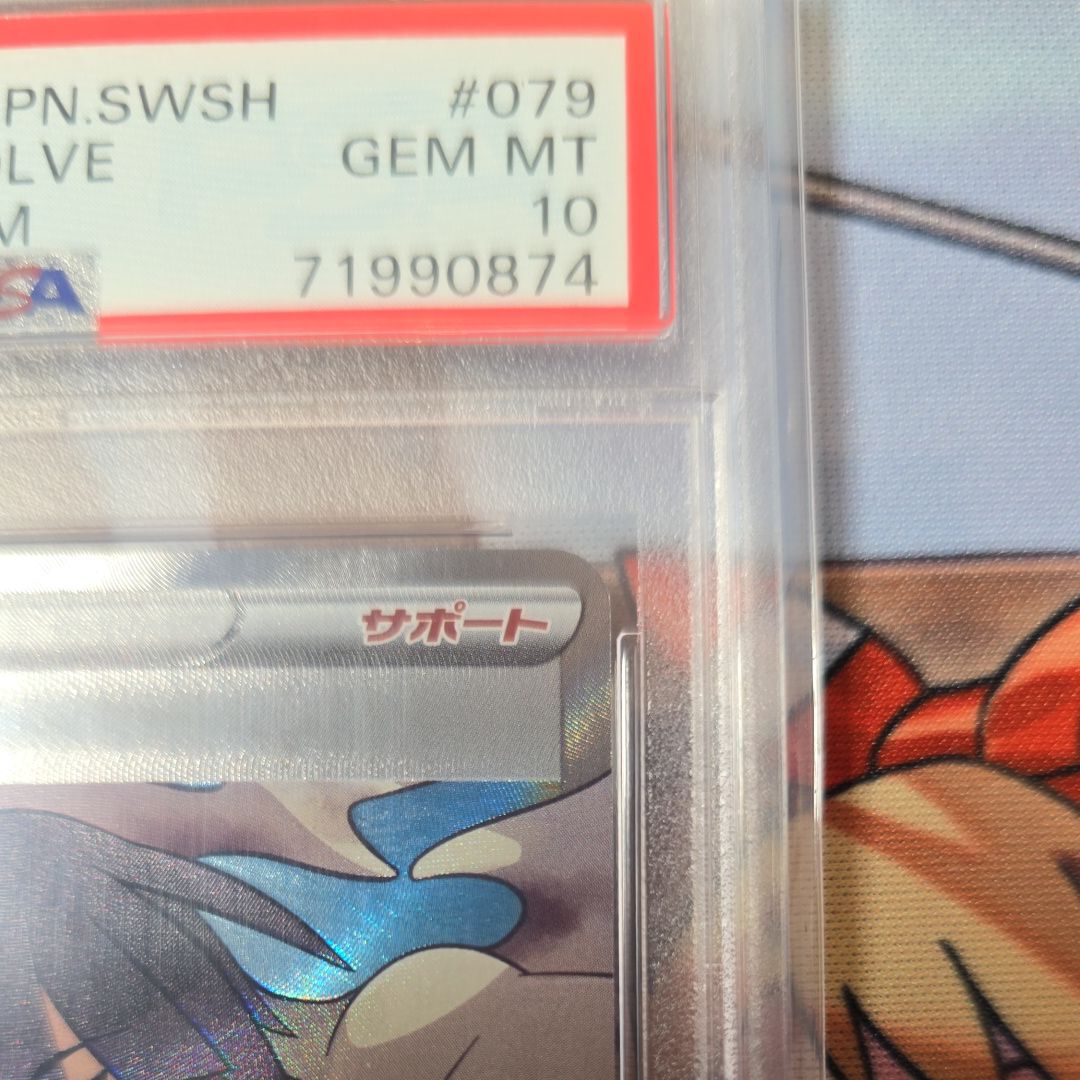 PN.SWSH #079
OLVE GEM MT
M 10
SA 71990874
サポート